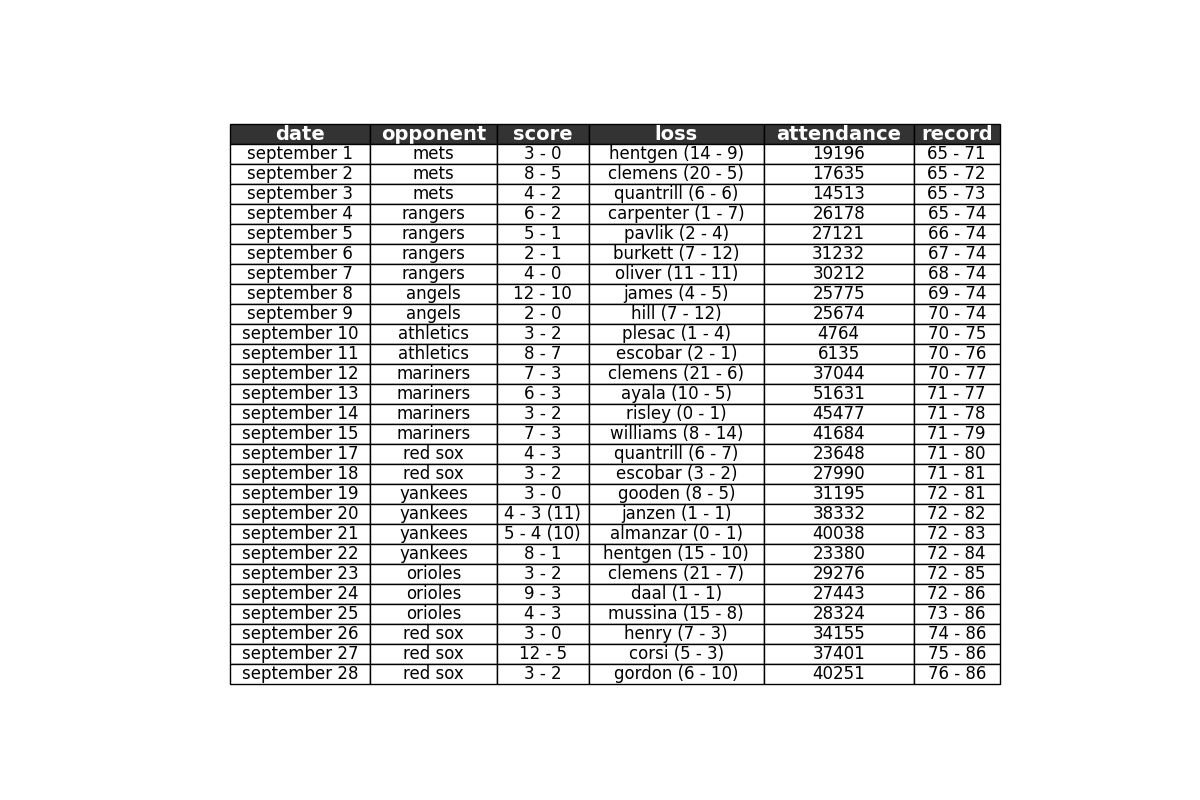 date opponent score loss attendance record
september 1 mets 3 - 0 hentgen (14 - 9) 19196 65 - 71
september 2 mets 8 - 5 clemens (20 - 5) 17635 65 - 72
september 3 mets 4 - 2 quantrill (6 - 6) 14513 65 - 73
september 4 rangers 6 - 2 carpenter (1 - 7) 26178 65 - 74
september 5 rangers 5 - 1 pavlik (2 - 4) 27121 66 - 74
september 6 rangers 2 - 1 burkett (7 - 12) 31232 67 - 74
september 7 rangers 4 - 0 oliver (11 - 11) 30212 68 - 74
september 8 angels 12 - 10 james (4 - 5) 25775 69 - 74
september 9 angels 2 - 0 hill (7 - 12) 25674 70 - 74
september 10 athletics 3 - 2 plesac (1 - 4) 4764 70 - 75
september 11 athletics 8 - 7 escobar (2 - 1) 6135 70 - 76
september 12 mariners 7 - 3 clemens (21 - 6) 37044 70 - 77
september 13 mariners 6 - 3 ayala (10 - 5) 51631 71 - 77
september 14 mariners 3 - 2 risley (0 - 1) 45477 71 - 78
september 15 mariners 7 - 3 williams (8 - 14) 41684 71 - 79
september 17 red sox 4 - 3 quantrill (6 - 7) 23648 71 - 80
september 18 red sox 3 - 2 escobar (3 - 2) 27990 71 - 81
september 19 yankees 3 - 0 gooden (8 - 5) 31195 72 - 81
september 20 yankees 4 - 3 (11) janzen (1 - 1) 38332 72 - 82
september 21 yankees 5 - 4 (10) almanzar (0 - 1) 40038 72 - 83
september 22 yankees 8 - 1 hentgen (15 - 10) 23380 72 - 84
september 23 orioles 3 - 2 clemens (21 - 7) 29276 72 - 85
september 24 orioles 9 - 3 daal (1 - 1) 27443 72 - 86
september 25 orioles 4 - 3 mussina (15 - 8) 28324 73 - 86
september 26 red sox 3 - 0 henry (7 - 3) 34155 74 - 86
september 27 red sox 12 - 5 corsi (5 - 3) 37401 75 - 86
september 28 red sox 3 - 2 gordon (6 - 10) 40251 76 - 86